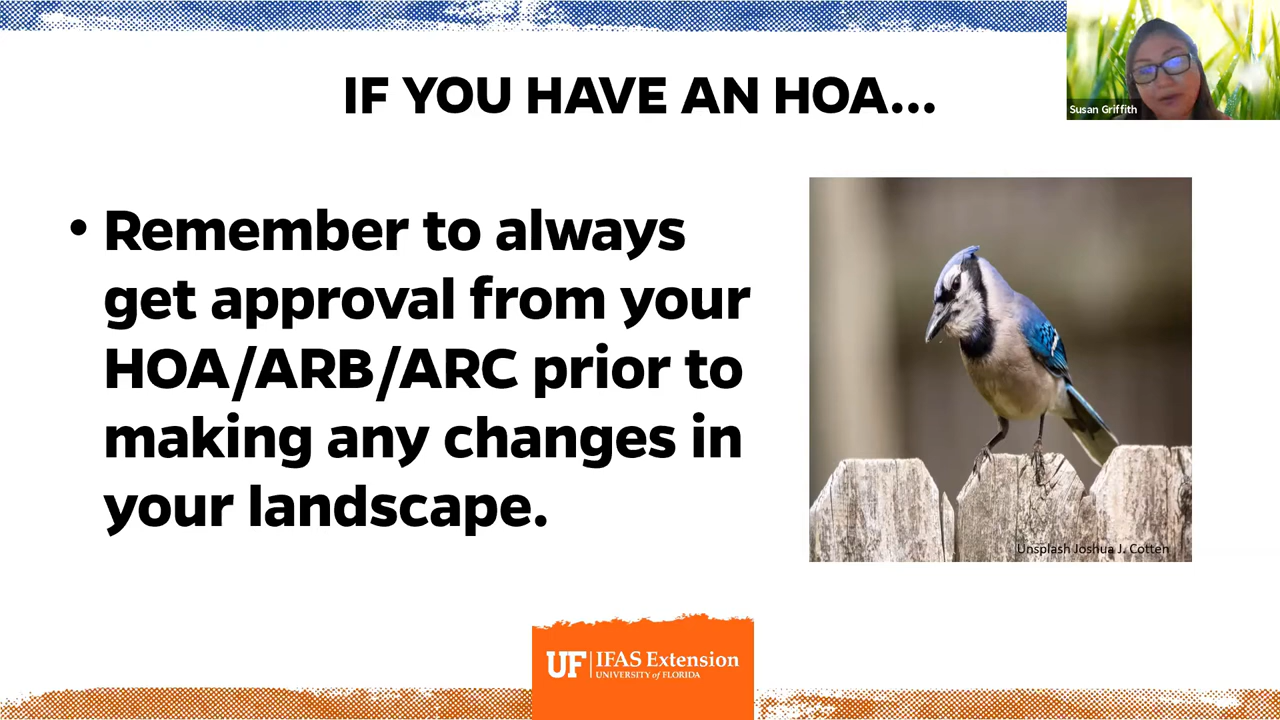 IF YOU HAVE AN HOA...
Susan Griffith
• Remember to always
get approval from your
HOA/ARB/ARC prior to
making any changes in
your landscape.
Unsplash Joshua J. Cotten
UF | IFAS Extension
UNIVERSITY of FLORIDA